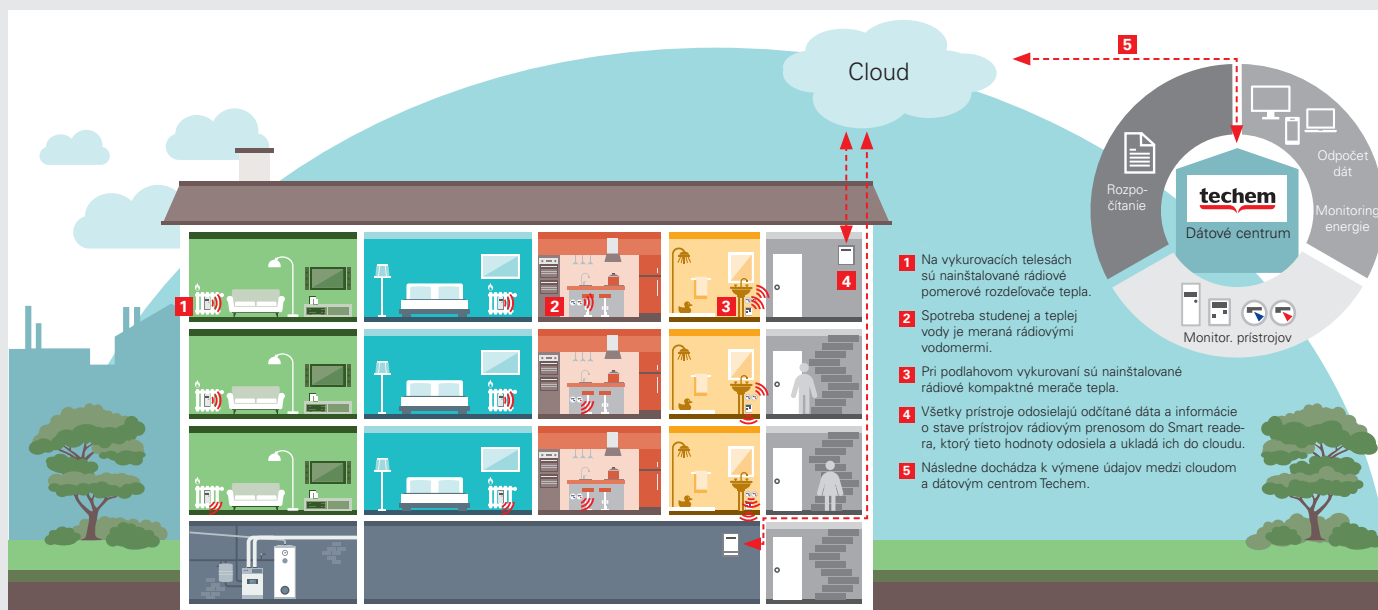 Cloud
5
Rozpo-
čítanie
Odpočet
dát
Monitoring
energie
techem
Dátové centrum
Monitor. prístrojov
1
2
3
4
1 Na vykurovacích telesách
sú nainštalované rádiové
pomerové rozdeľovače tepla.
2 Spotreba studenej a teplej
vody je meraná rádiovými
vodomermi.
3 Pri podlahovom vykurovaní sú nainštalované
rádiové kompaktné merače tepla.
4 Všetky prístroje odosielajú odčítané dáta a informácie
o stave prístrojov rádiovým prenosom do Smart reade-
ra, ktorý tieto hodnoty odosiela a ukladá ich do cloudu.
5 Následne dochádza k výmene údajov medzi cloudom
a dátovým centrom Techem.